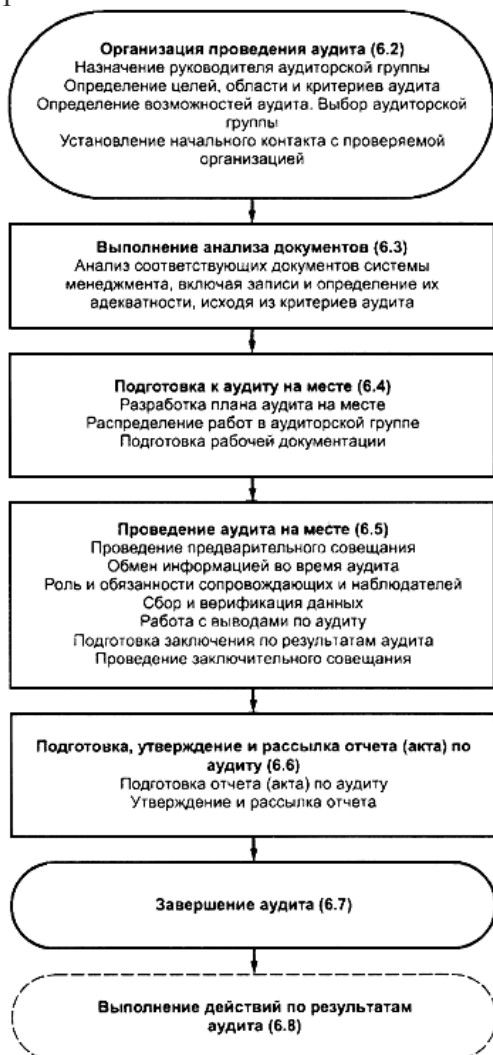 Организация проведения аудита (6.2)
Назначение руководителя аудиторской группы
Определение целей, области и критериев аудита
Определение возможностей аудита. Выбор аудиторской
группы
Установление начального контакта с проверяемой
организацией
Выполнение анализа документов (6.3)
Анализ соответствующих документов системы
менеджмента, включая записи и определение их
адекватности, исходя из критериев аудита
Подготовка к аудиту на месте (6.4)
Разработка плана аудита на месте
Распределение работ в аудиторской группе
Подготовка рабочей документации
Проведение аудита на месте (6.5)
Проведение предварительного совещания
Обмен информацией во время аудита
Роль и обязанности сопровождающих и наблюдателей
Сбор и верификация данных
Работа с выводами по аудиту
Подготовка заключения по результатам аудита
Проведение заключительного совещания
Подготовка, утверждение и рассылка отчета (акта) по
аудиту (6.6)
Подготовка отчета (акта) по аудиту
Утверждение и рассылка отчета
Завершение аудита (6.7)
Выполнение действий по результатам
аудита (6.8)